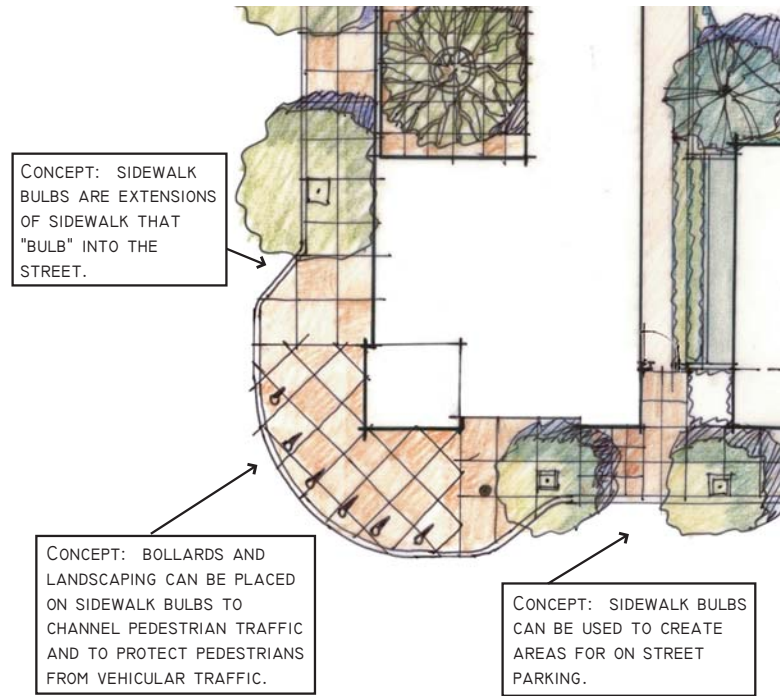 CONCEPT: SIDEWALK
BULBS ARE EXTENSIONS
OF SIDEWALK THAT
"BULB" INTO THE
STREET.
CONCEPT: BOLLARDS AND
LANDSCAPING CAN BE PLACED
ON SIDEWALK BULBS TO
CHANNEL PEDESTRIAN TRAFFIC
AND TO PROTECT PEDESTRIANS
FROM VEHICULAR TRAFFIC.
CONCEPT: SIDEWALK BULBS
CAN BE USED TO CREATE
AREAS FOR ON STREET
PARKING.